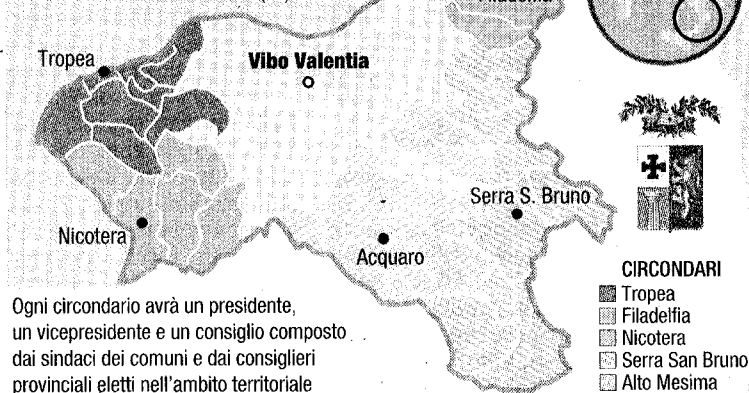 Filadelfia
Tropea
Vibo Valentia
Serra S. Bruno
Nicotera
Acquaro
CIRCONDARI
Tropea
Filadelfia
Nicotera
Serra San Bruno
Alto Mesima
Ogni circondario avrà un presidente,
un vicepresidente e un consiglio composto
dai sindaci dei comuni e dai consiglieri
provinciali eletti nell'ambito territoriale